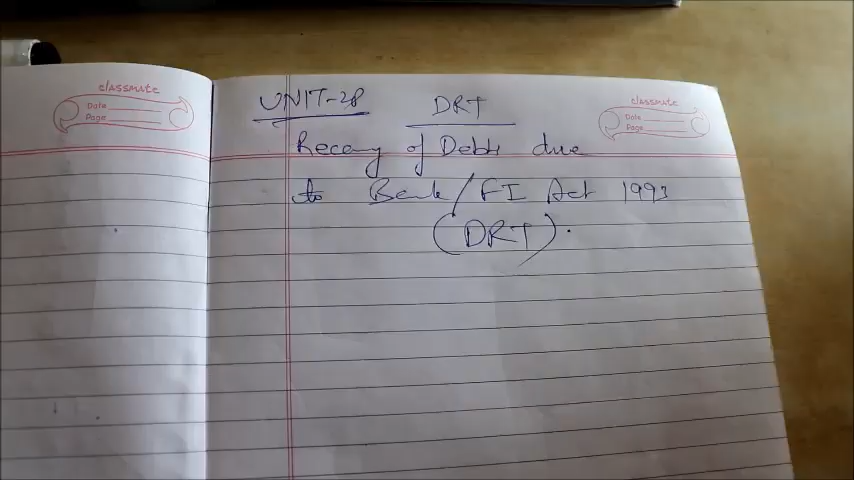 classmate
Date
Page
classmate
Date
Page
UNIT-28 DRT
Recovery of Debts due
to Bank/FI Act 1993
(DRT).